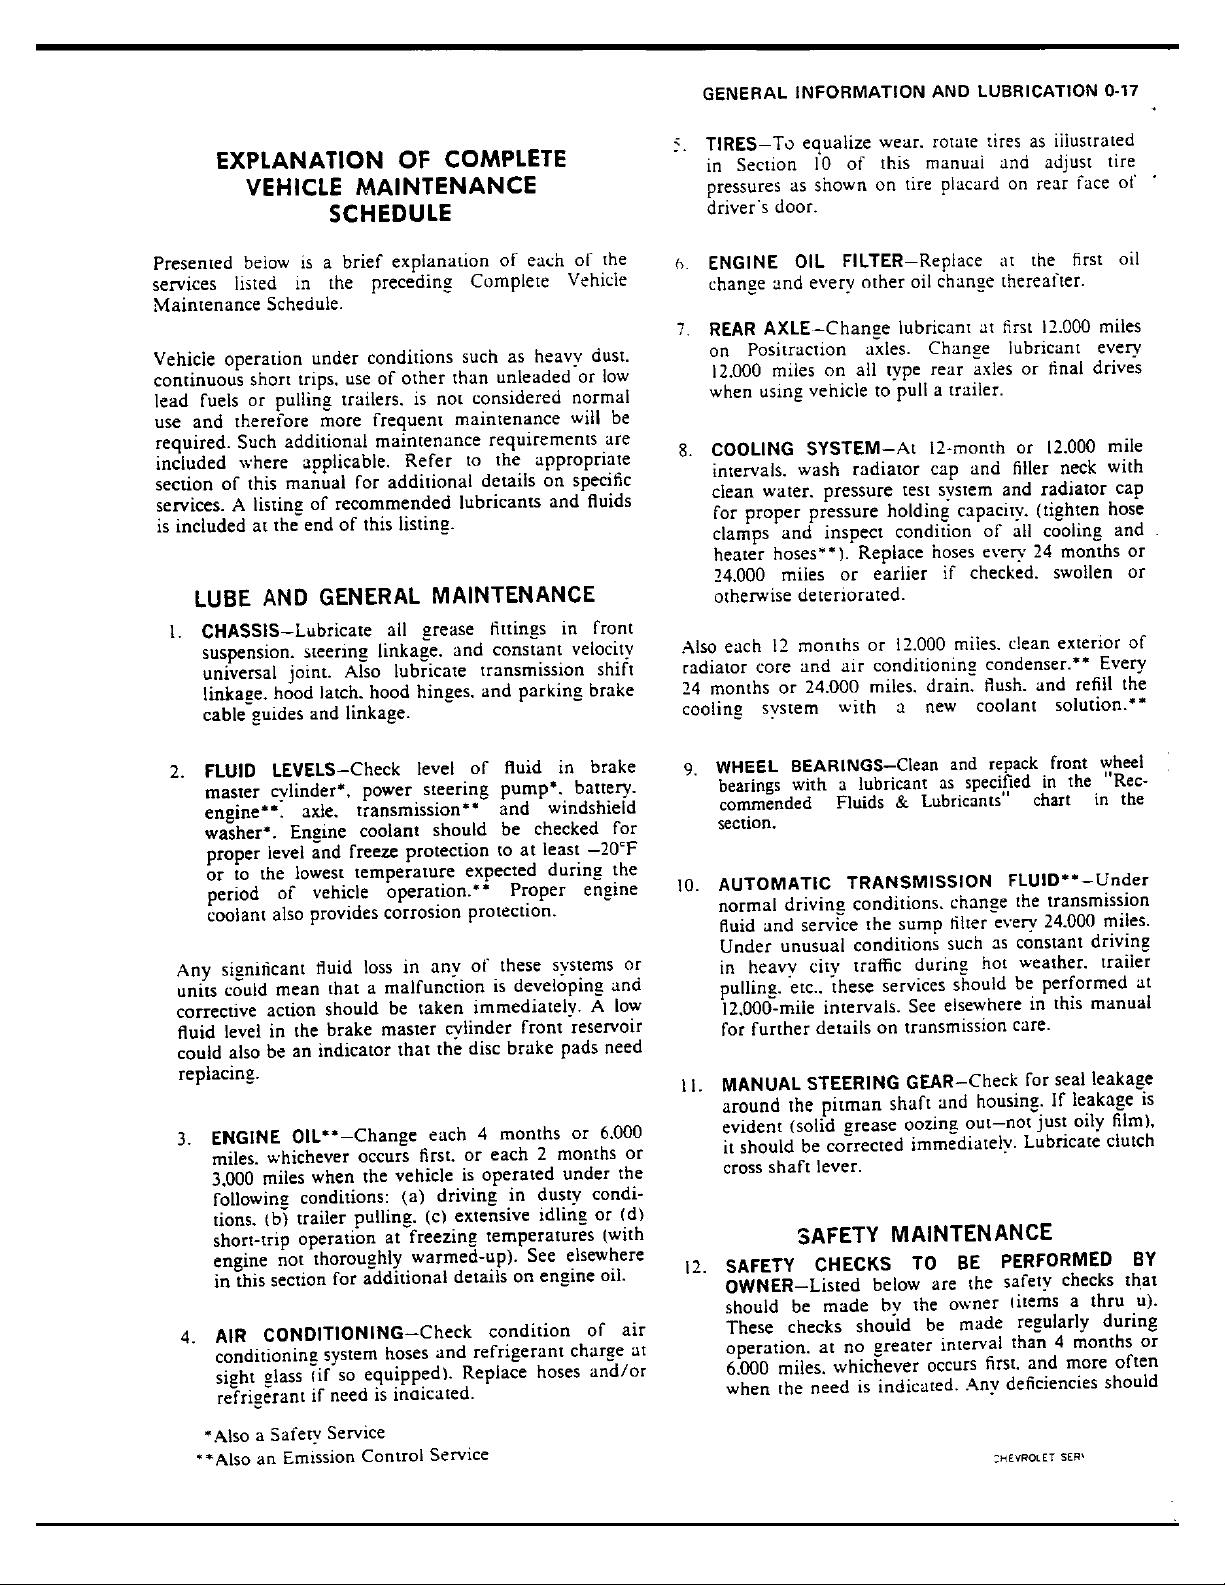 GENERAL INFORMATION AND LUBRICATION 0-17
EXPLANATION OF COMPLETE
VEHICLE MAINTENANCE
SCHEDULE
Presented below is a brief explanation of each of the
services listed in the preceding Complete Vehicle
Maintenance Schedule.
Vehicle operation under conditions such as heavy dust,
continuous short trips, use of other than unleaded or low
lead fuels or pulling trailers, is not considered normal
use and therefore more frequent maintenance will be
required. Such additional maintenance requirements are
included where applicable. Refer to the appropriate
section of this manual for additional details on specific
services. A listing of recommended lubricants and fluids
is included at the end of this listing.
LUBE AND GENERAL MAINTENANCE
1. CHASSIS—Lubricate all grease fittings in front
suspension, steering linkage, and constant velocity
universal joint. Also lubricate transmission shift
linkage, hood latch, hood hinges, and parking brake
cable guides and linkage.
2. FLUID LEVELS—Check level of fluid in brake
master cylinder*, power steering pump*, battery,
engine**, axle, transmission** and windshield
washer*. Engine coolant should be checked for
proper level and freeze protection to at least —20°F
or to the lowest temperature expected during the
period of vehicle operation.** Proper engine
coolant also provides corrosion protection.
Any significant fluid loss in any of these systems or
units could mean that a malfunction is developing and
corrective action should be taken immediately. A low
fluid level in the brake master cylinder front reservoir
could also be an indicator that the disc brake pads need
replacing.
3. ENGINE OIL**—Change each 4 months or 6,000
miles, whichever occurs first, or each 2 months or
3,000 miles when the vehicle is operated under the
following conditions: (a) driving in dusty condi-
tions, (b) trailer pulling, (c) extensive idling or (d)
short-trip operation at freezing temperatures (with
engine not thoroughly warmed-up). See elsewhere
in this section for additional details on engine oil.
4. AIR CONDITIONING—Check condition of air
conditioning system hoses and refrigerant charge at
sight glass (if so equipped). Replace hoses and/or
refrigerant if need is indicated.
*Also a Safety Service
**Also an Emission Control Service
5. TIRES—To equalize wear, rotate tires as illustrated
in Section 10 of this manual and adjust tire
pressures as shown on tire placard on rear face of
driver's door.
6. ENGINE OIL FILTER—Replace at the first oil
change and every other oil change thereafter.
7. REAR AXLE—Change lubricant at first 12,000 miles
on Positraction axles. Change lubricant every
12,000 miles on all type rear axles or final drives
when using vehicle to pull a trailer.
8. COOLING SYSTEM—At 12-month or 12,000 mile
intervals, wash radiator cap and filler neck with
clean water, pressure test system and radiator cap
for proper pressure holding capacity, (tighten hose
clamps and inspect condition of all cooling and
heater hoses**). Replace hoses every 24 months or
24,000 miles or earlier if checked, swollen or
otherwise deteriorated.
Also each 12 months or 12,000 miles, clean exterior of
radiator core and air conditioning condenser.** Every
24 months or 24,000 miles, drain, flush, and refill the
cooling system with a new coolant solution.**
9. WHEEL BEARINGS—Clean and repack front wheel
bearings with a lubricant as specified in the "Rec-
commended Fluids & Lubricants" chart in the
section.
10. AUTOMATIC TRANSMISSION FLUID**—Under
normal driving conditions, change the transmission
fluid and service the sump filter every 24,000 miles.
Under unusual conditions such as constant driving
in heavy city traffic during hot weather, trailer
pulling, etc., these services should be performed at
12,000-mile intervals. See elsewhere in this manual
for further details on transmission care.
11. MANUAL STEERING GEAR—Check for seal leakage
around the pitman shaft and housing. If leakage is
evident (solid grease oozing out—not just oily film),
it should be corrected immediately. Lubricate clutch
cross shaft lever.
SAFETY MAINTENANCE
12. SAFETY CHECKS TO BE PERFORMED BY
OWNER—Listed below are the safety checks that
should be made by the owner (items a thru u).
These checks should be made regularly during
operation, at no greater interval than 4 months or
6,000 miles, whichever occurs first, and more often
when the need is indicated. Any deficiencies should
CHEVROLET SER